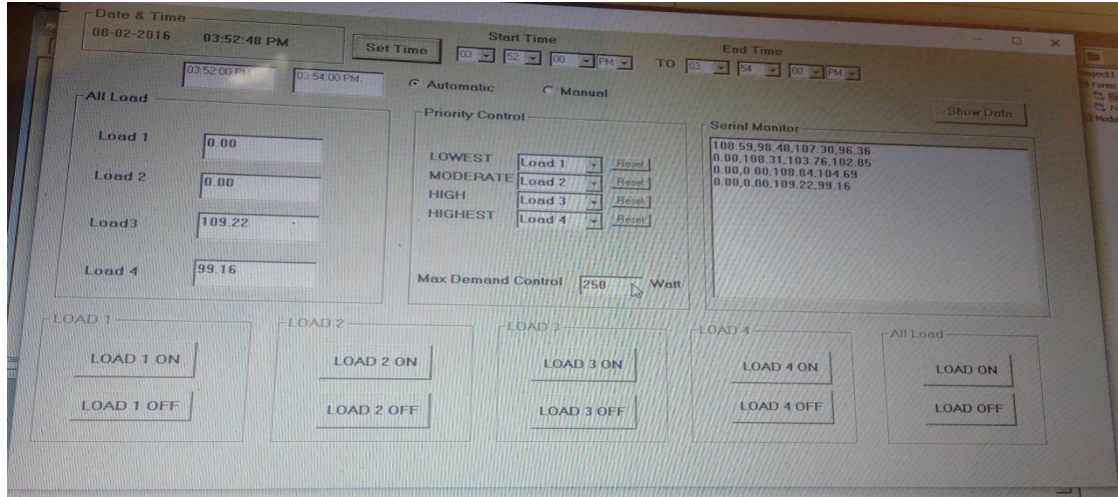 Date & Time
08-02-2016 03:52:48 PM
Set Time
Start Time
03 52 00 PM
TO
End Time
03 54 00 PM
03:52:00 PM
03:54:00 PM
Automatic
Manual
Show Data
All Load
Load 1 0.00
Load 2 0.00
Load3 109.22
Load 4 99.16
Priority Control
LOWEST Load 1 Reset
MODERATE Load 2 Reset
HIGH Load 3 Reset
HIGHEST Load 4 Reset
Max Demand Control 250 Watt
Serial Monitor
108.59,98.40,107.30,96.36
0.00,108.31,103.76,102.85
0.00,0.00,108.84,104.69
0.00,0.00,109.22,99.16
LOAD 1
LOAD 1 ON
LOAD 1 OFF
LOAD 2
LOAD 2 ON
LOAD 2 OFF
LOAD 3
LOAD 3 ON
LOAD 3 OFF
LOAD 4
LOAD 4 ON
LOAD 4 OFF
All Load
LOAD ON
LOAD OFF